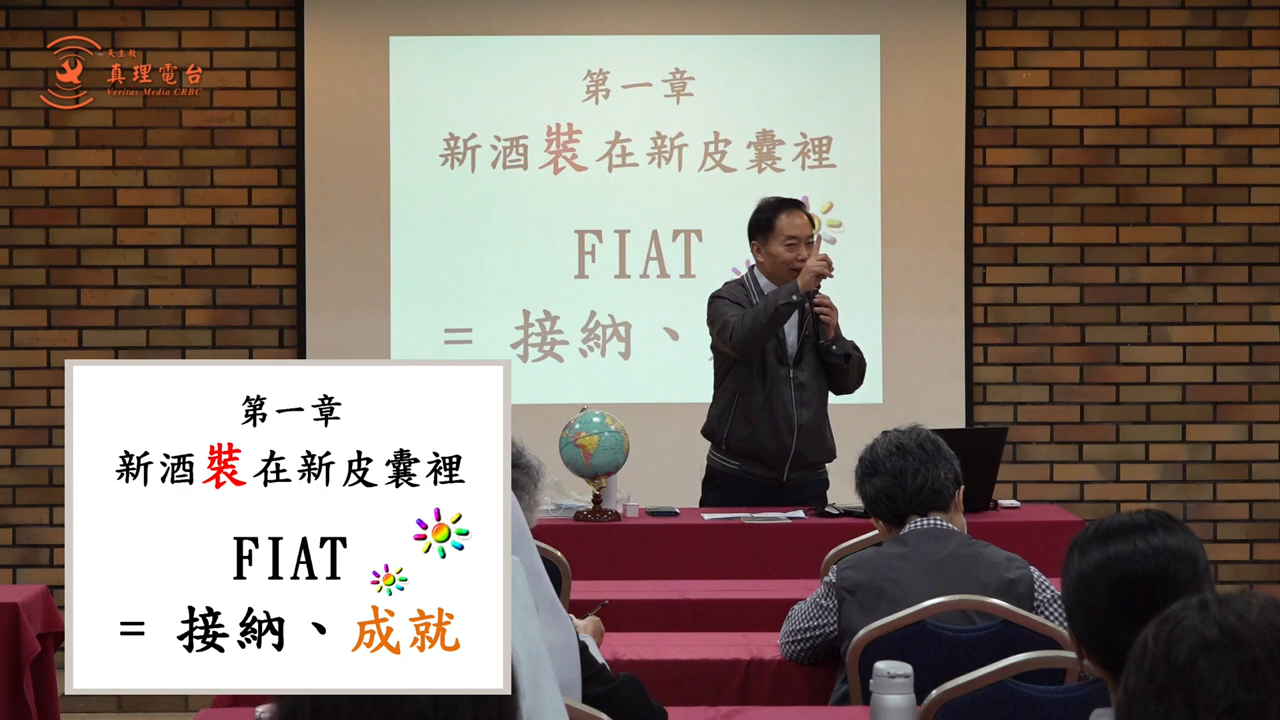 天主教
真理電台
Veritas Media CRBC
第一章
新酒裝在新皮囊裡
FIAT
= 接納、
第一章
新酒裝在新皮囊裡
FIAT
= 接納、成就